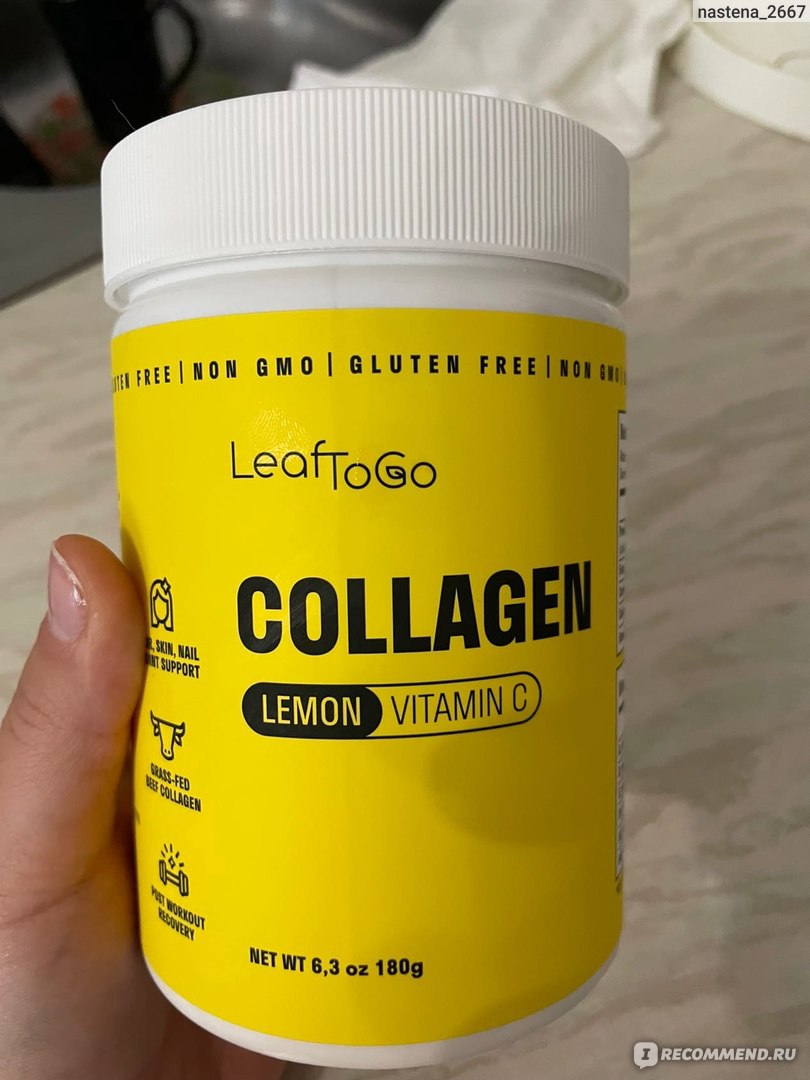 nastena_2667
FREE | NON GMO | GLUTEN FREE | NON GMO
LeafToGo
COLLAGEN
LEMON VITAMIN C
SKIN, NAIL
SUPPORT
GRASS-FED
BEEF COLLAGEN
POST WORKOUT
RECOVERY
NET WT 6,3 oz 180g
IRECOMMEND.RU